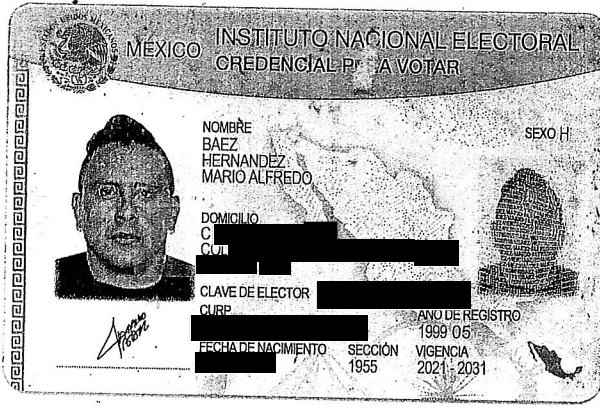 MÉXICO INSTITUTO NACIONAL ELECTORAL
CREDENCIAL VOTAR
NOMBRE
SEXO H
BAEZ
HERNANDEZ
MARIO ALFREDO
DOMICILIO
C
COL
CLAVE DE ELECTOR
CURP
AÑO DE REGISTRO
1999 05
FECHA DE NACIMIENTO SECCIÓN VIGENCIA
1955 2021 - 2031